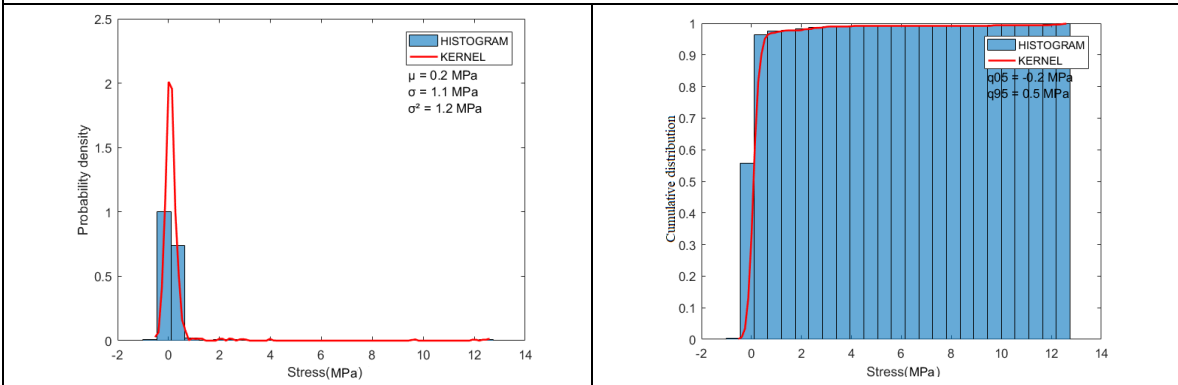 2.5
2
1.5
1
0.5
0
-2 0 2 4 6 8 10 12 14
Probability density
Stress(MPa)
HISTOGRAM
KERNEL
μ = 0.2 MPa
σ = 1.1 MPa
σ² = 1.2 MPa
1
0.9
0.8
0.7
0.6
0.5
0.4
0.3
0.2
0.1
0
-2 0 2 4 6 8 10 12 14
Cumulative distribution
Stress(MPa)
HISTOGRAM
KERNEL
q05 = -0.2 MPa
q95 = 0.5 MPa